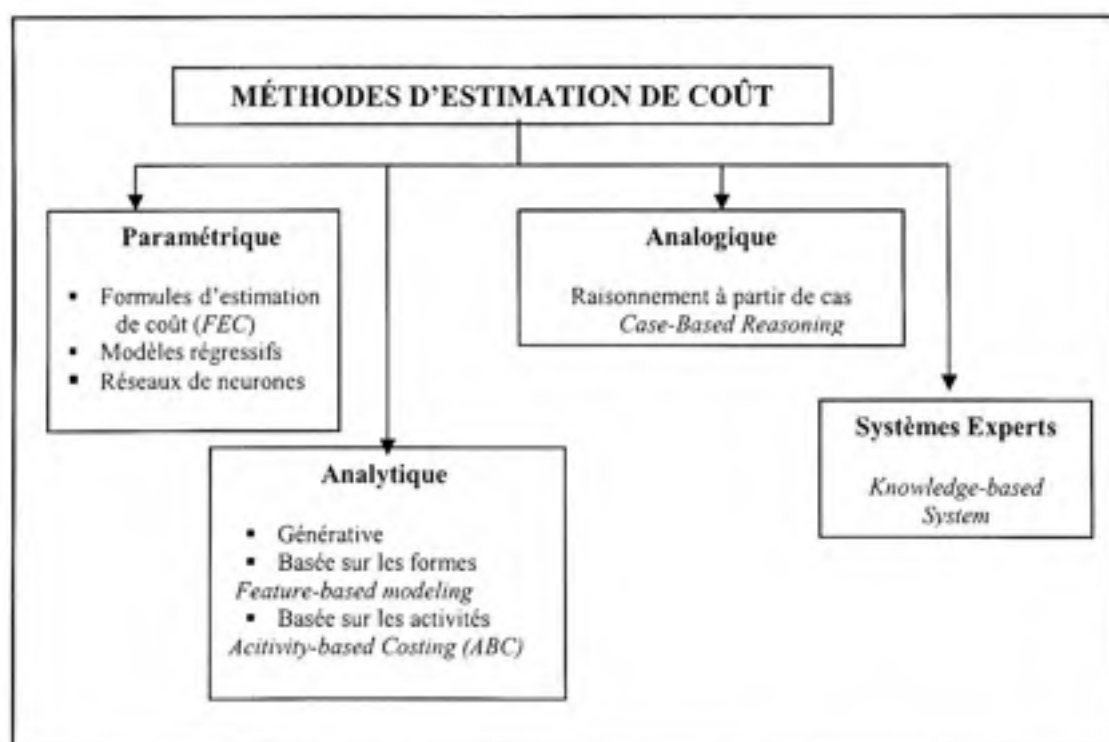 MÉTHODES D'ESTIMATION DE COÛT
Paramétrique
▪ Formules d'estimation
de coût (FEC)
▪ Modèles régressifs
▪ Réseaux de neurones
Analogique
Raisonnement à partir de cas
Case-Based Reasoning
Systèmes Experts
Knowledge-based
System
Analytique
▪ Générative
▪ Basée sur les formes
Feature-based modeling
▪ Basée sur les activités
Acitivity-based Costing (ABC)